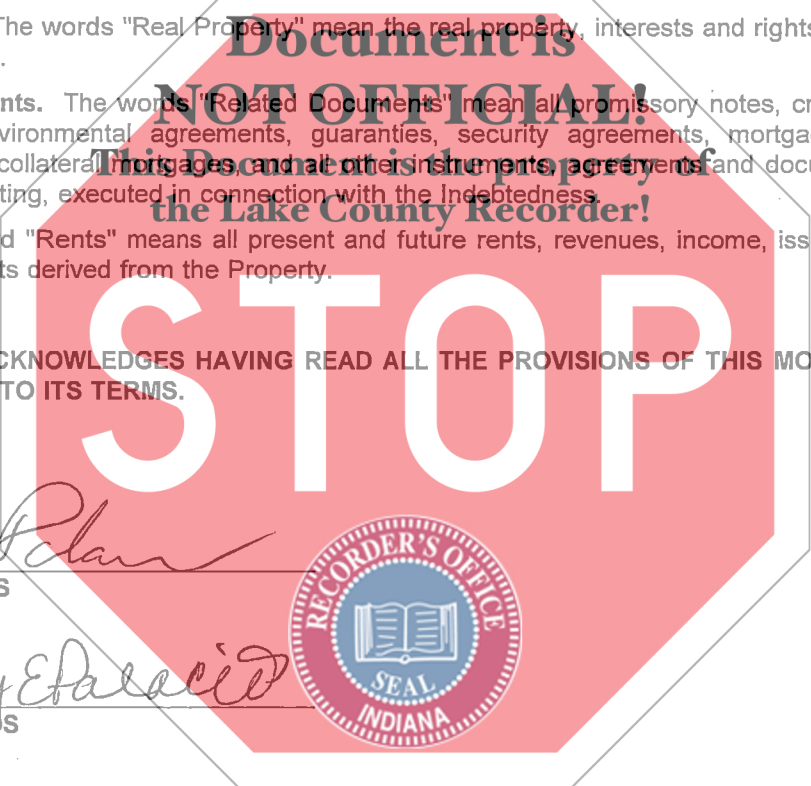 The words "Real Property" mean the real property, interests and rights
Document is
.
NOT OFFICIAL!
nts. The words "Related Documents" mean all promissory notes, cr
vironmental agreements, guaranties, security agreements, mortga
collateral mortgages, and all other instruments, agreements and docu
This Document is the property of
ting, executed in connection with the Indebtedness.
the Lake County Recorder!
d "Rents" means all present and future rents, revenues, income, iss
ts derived from the Property.
STOP
CKNOWLEDGES HAVING READ ALL THE PROVISIONS OF THIS MO
TO ITS TERMS.
S
E Palacio
OS
RECORDER'S OFFICE
SEAL
INDIANA